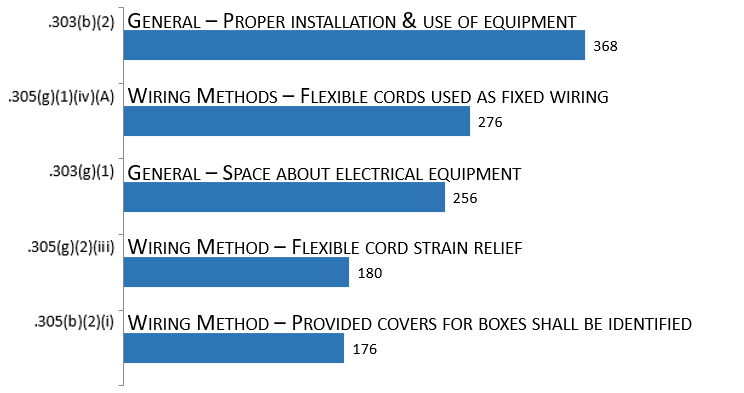 .303(b)(2) General – Proper installation & use of equipment
368
.305(g)(1)(iv)(A) Wiring Methods – Flexible cords used as fixed wiring
276
.303(g)(1) General – Space about electrical equipment
256
.305(g)(2)(iii) Wiring Method – Flexible cord strain relief
180
.305(b)(2)(i) Wiring Method – Provided covers for boxes shall be identified
176